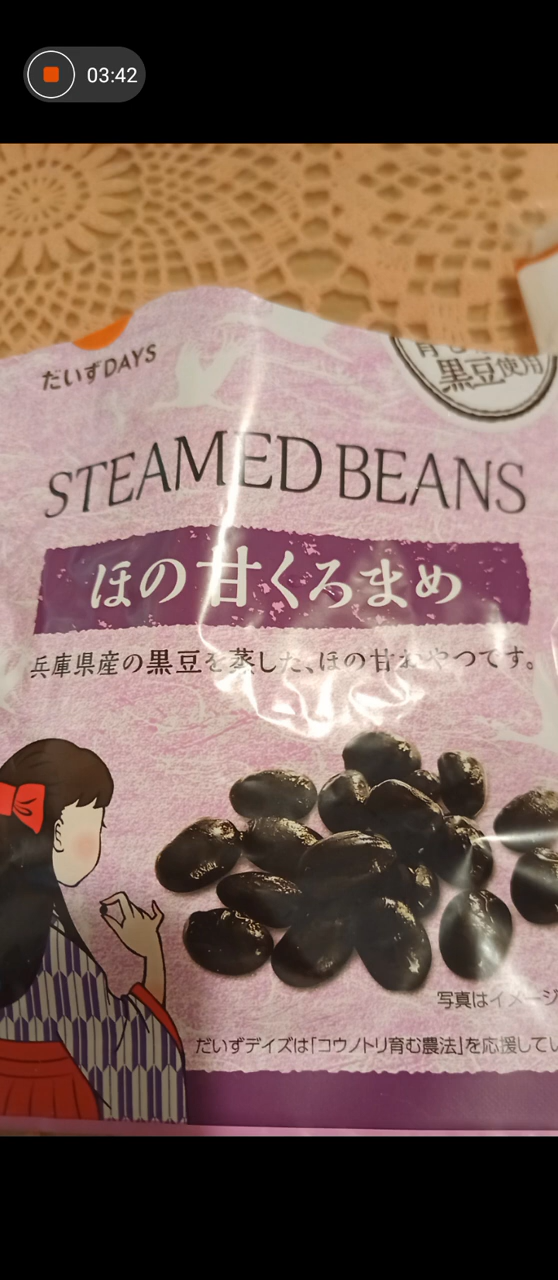 03:42
だいずDAYS
育む
黒豆使用
STEAMED BEANS
ほの甘くろまめ
兵庫県産の黒豆を蒸した、ほの甘おやつです。
写真はイメージ
だいずデイズは「コウノトリ育む農法」を応援してい